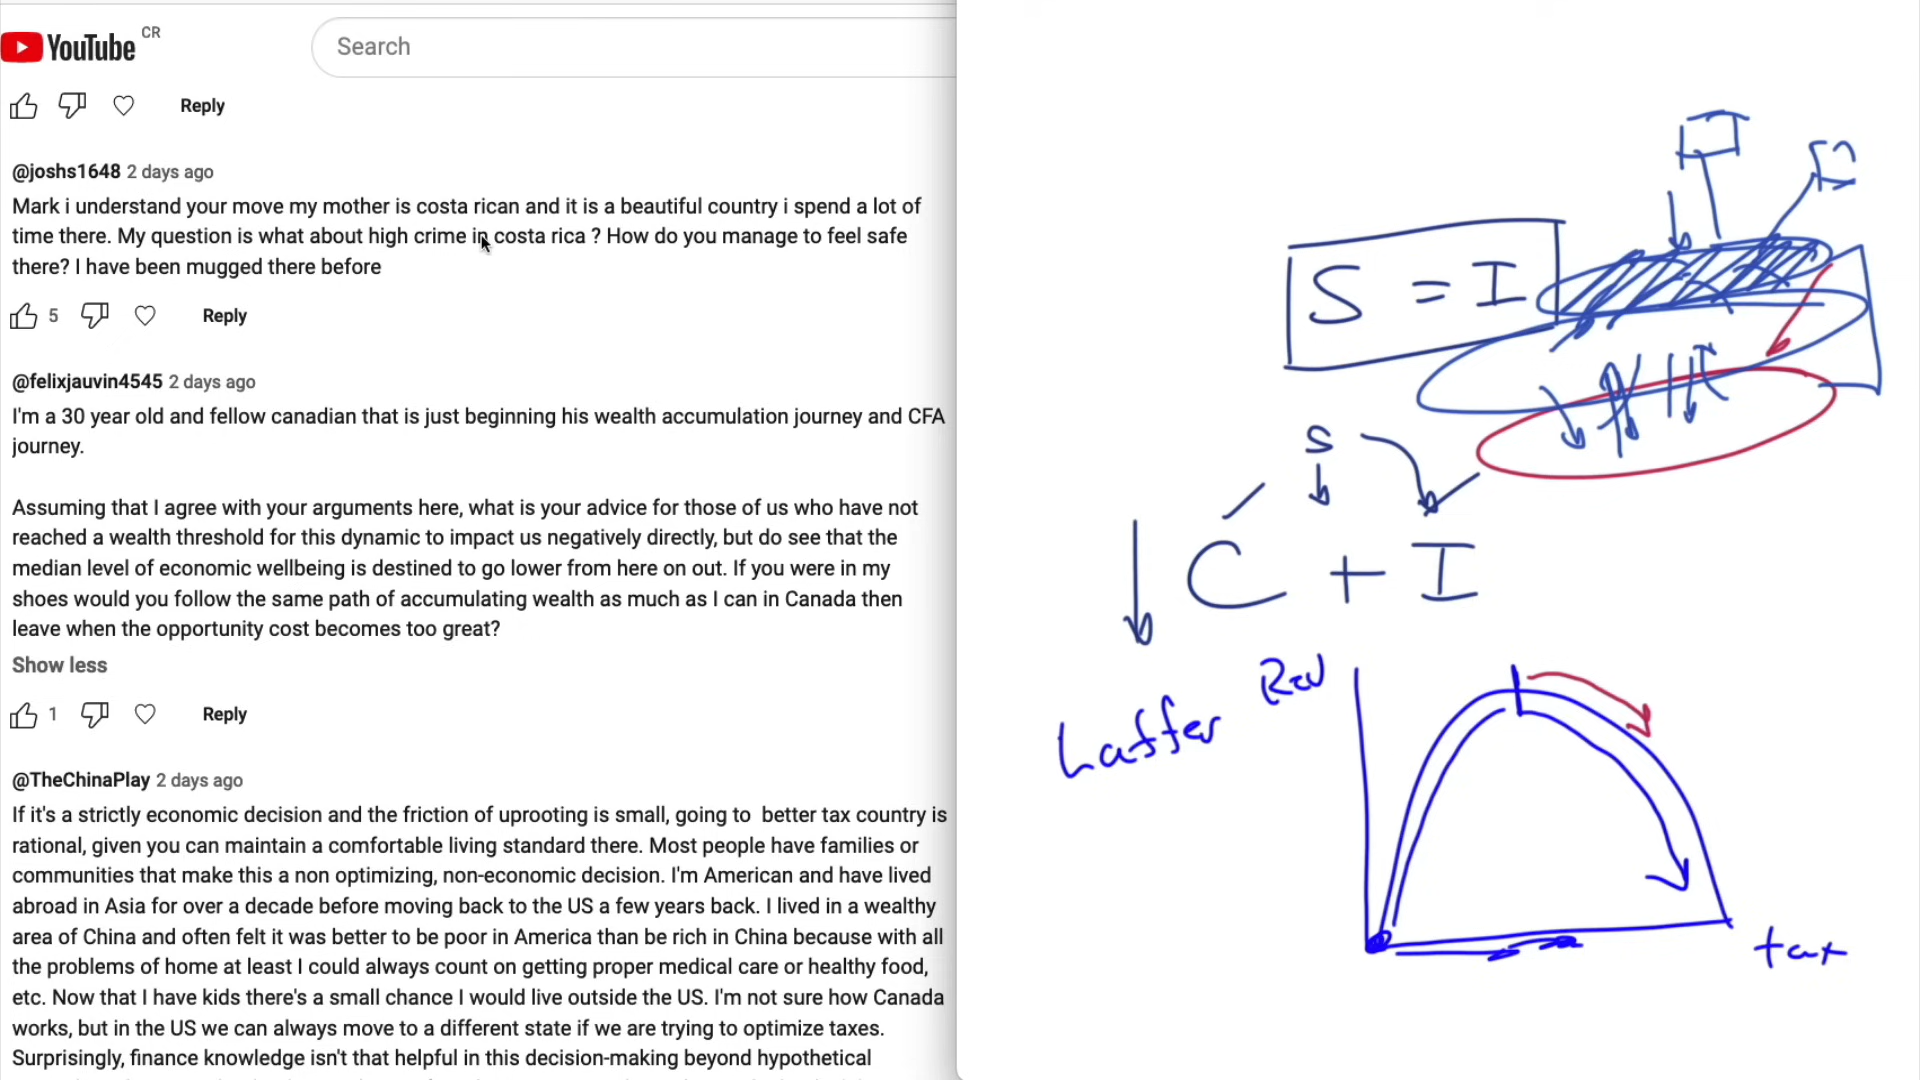 YouTube CR
Search
Reply
@joshs1648 2 days ago
Mark i understand your move my mother is costa rican and it is a beautiful country i spend a lot of
time there. My question is what about high crime in costa rica ? How do you manage to feel safe
there? I have been mugged there before
5 Reply
@felixjauvin4545 2 days ago
I'm a 30 year old and fellow canadian that is just beginning his wealth accumulation journey and CFA
journey.
Assuming that I agree with your arguments here, what is your advice for those of us who have not
reached a wealth threshold for this dynamic to impact us negatively directly, but do see that the
median level of economic wellbeing is destined to go lower from here on out. If you were in my
shoes would you follow the same path of accumulating wealth as much as I can in Canada then
leave when the opportunity cost becomes too great?
Show less
1 Reply
@TheChinaPlay 2 days ago
If it's a strictly economic decision and the friction of uprooting is small, going to  better tax country is
rational, given you can maintain a comfortable living standard there. Most people have families or
communities that make this a non optimizing, non-economic decision. I'm American and have lived
abroad in Asia for over a decade before moving back to the US a few years back. I lived in a wealthy
area of China and often felt it was better to be poor in America than be rich in China because with all
the problems of home at least I could always count on getting proper medical care or healthy food,
etc. Now that I have kids there's a small chance I would live outside the US. I'm not sure how Canada
works, but in the US we can always move to a different state if we are trying to optimize taxes.
Surprisingly, finance knowledge isn't that helpful in this decision-making beyond hypothetical
S = I
S
C + I
Rev
Laffer
tax